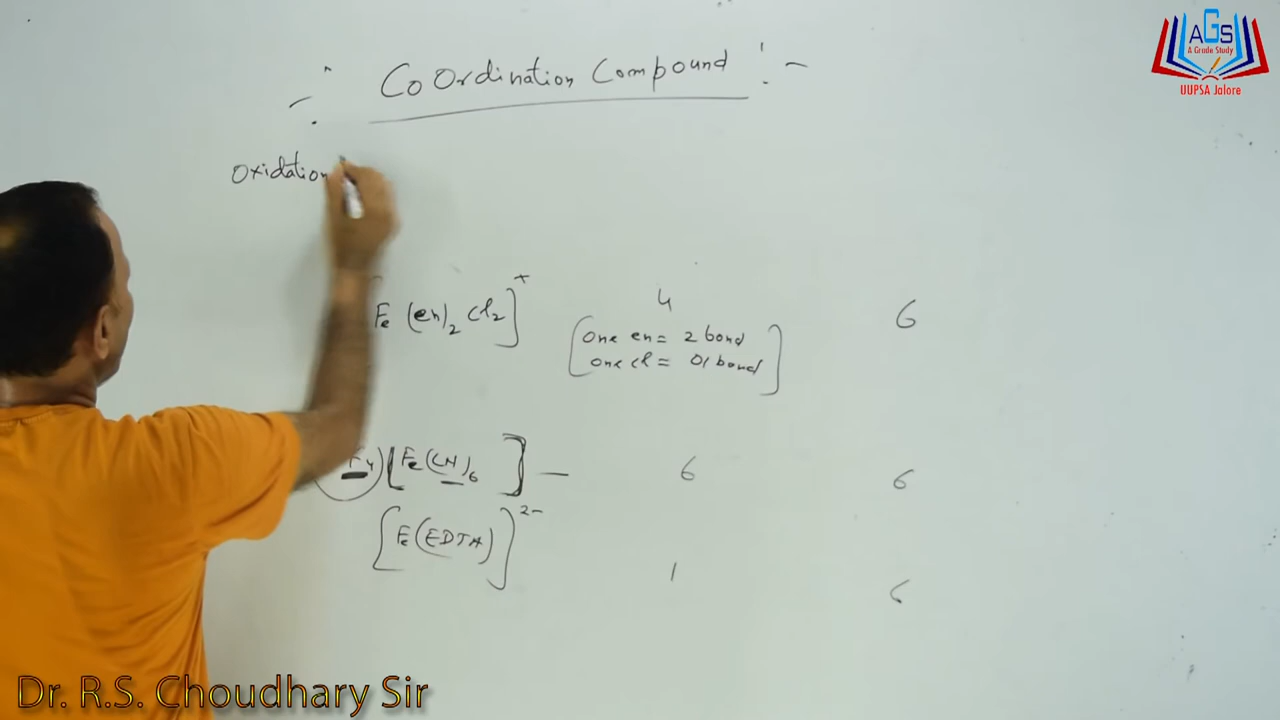 AGS
A Grade Study
UUPSA Jalore
:- CoOrdination Compound :-
Oxidation
Fe (en)2 Cl2]+
4
[One en = 2 bond
one cl = 01 bond]
6
[Fe(CN)6 ] —
6
6
[Fe(EDTA)]2-
1
6
Dr. R.S. Choudhary Sir